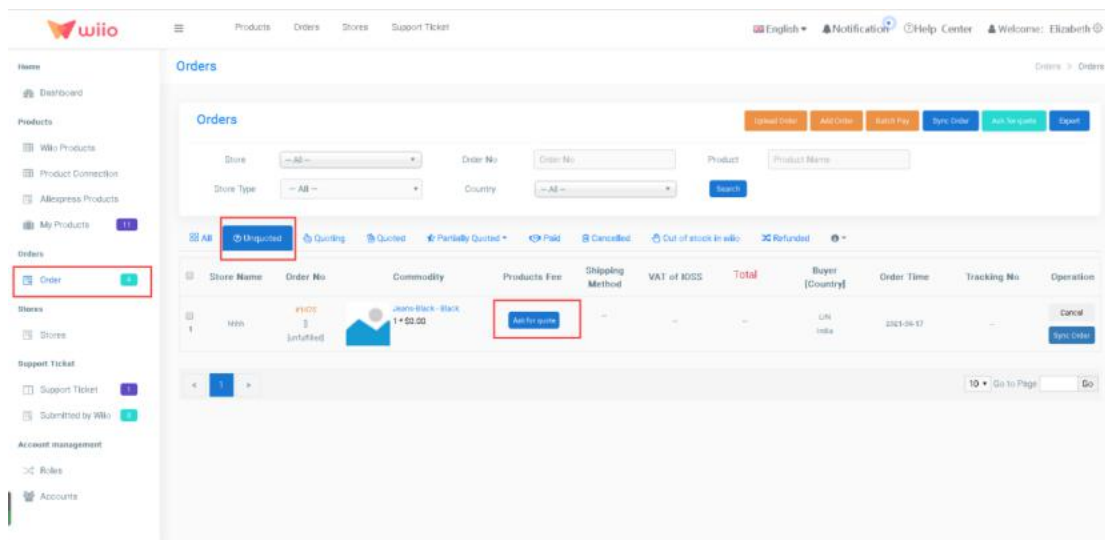 wiio
Products Orders Stores Support Ticket
English Notification Help Center Welcome: Elizabeth
Home
Dashboard
Products
Wiio Products
Product Connection
Aliexpress Products
My Products 11
Orders
Order
Stores
Stores
Support Ticket
Support Ticket 1
Submitted by Wiio
Account management
Roles
Accounts
Orders
Orders > Orders
Orders
Upload Order Add Order Batch Pay Sync Order Ask for quote Export
Store -- All -- Order No Order No Product Product Name
Store Type -- All -- Country -- All -- Search
All Unquoted Quoting Quoted Partially Quoted Paid Cancelled Out of stock in wiio Refunded
Store Name Order No Commodity Products Fee Shipping Method VAT of IOSS Total Buyer [Country] Order Time Tracking No Operation
1
[unfulfilled]
Jeans-Black - Black
1 * $0.00
Ask for quote
--
--
--
India
2021-06-17
--
Cancel
Sync Order
< 1 >
10 Go to Page Go